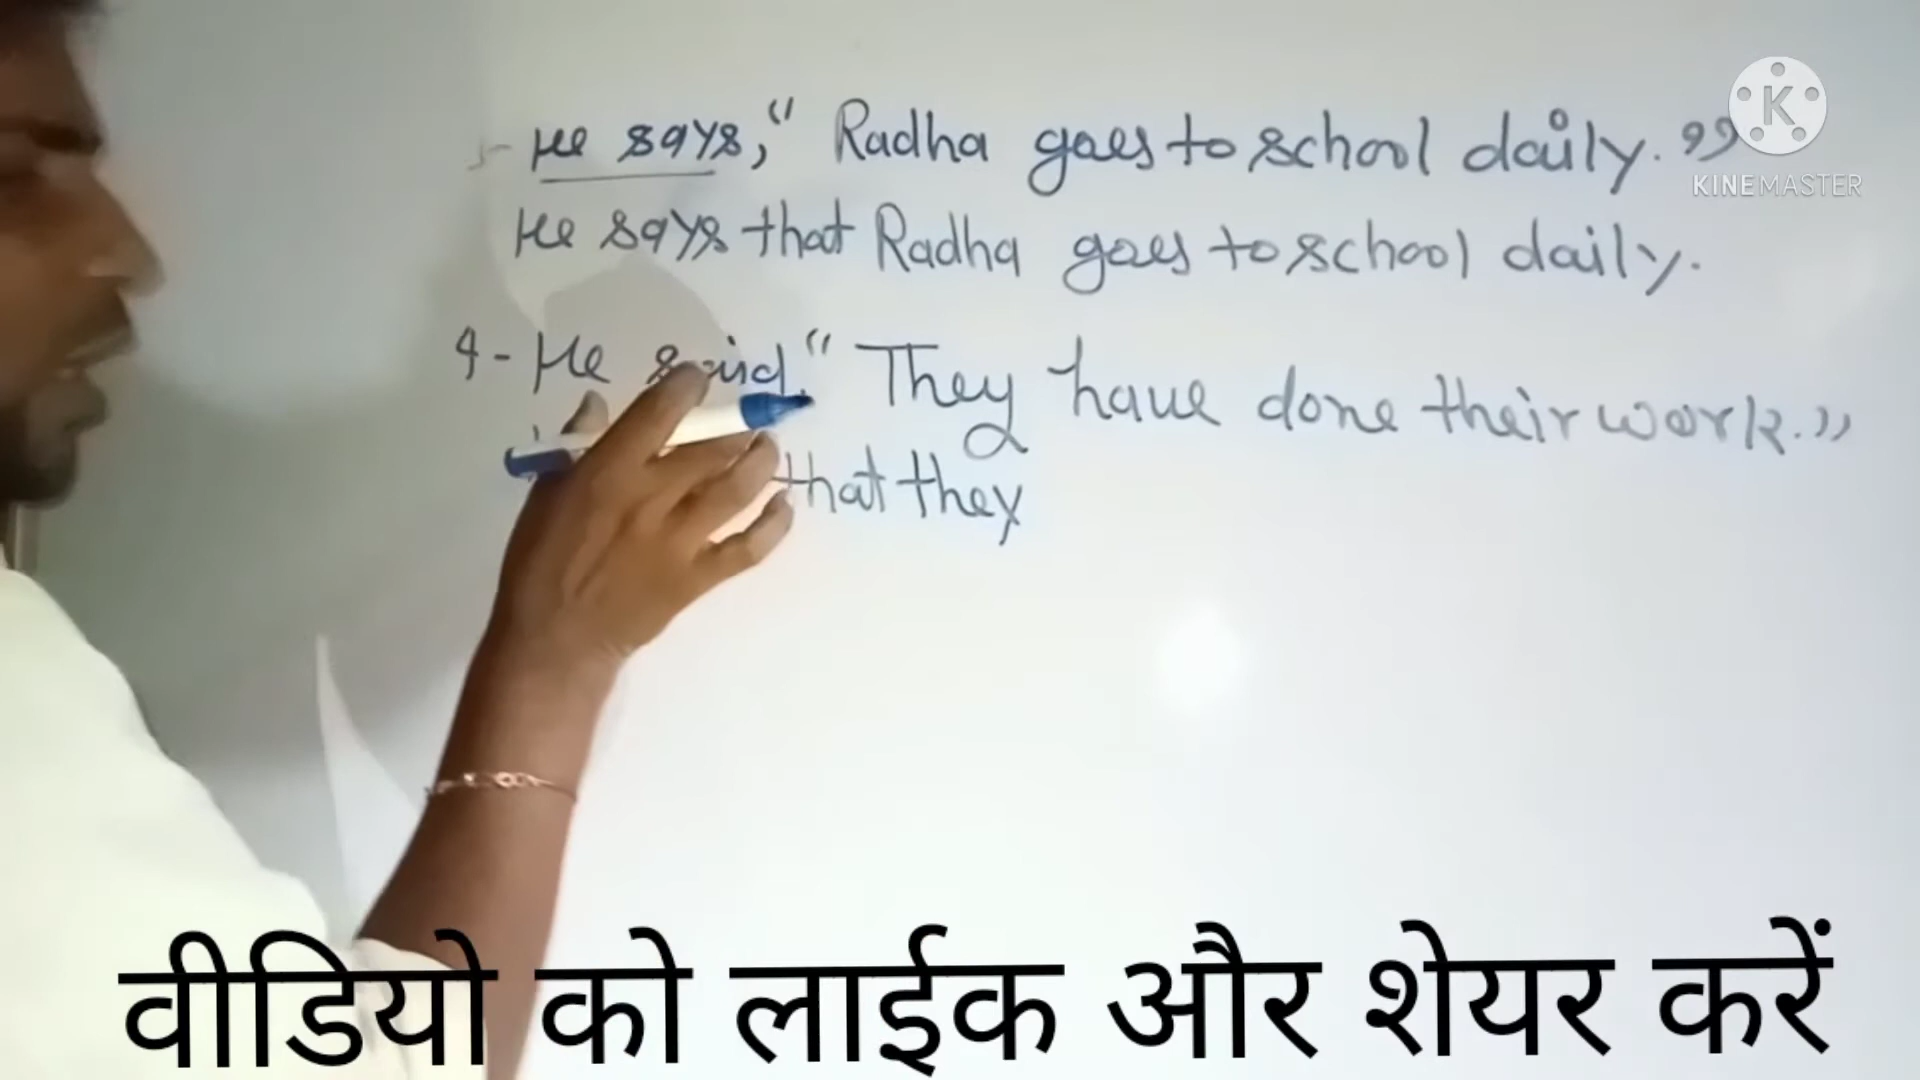 He says, “ Radha goes to school daily. ”
He says that Radha goes to school daily.
4- He said “ They have done their work. ”
that they
KINEMASTER
वीडियो को लाईक और शेयर करें